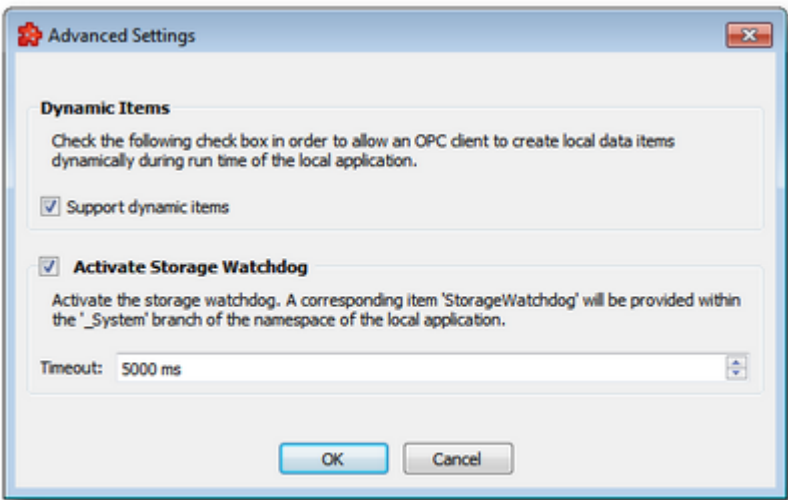 Advanced Settings
Dynamic Items
Check the following check box in order to allow an OPC client to create local data items
dynamically during run time of the local application.
Support dynamic items
Activate Storage Watchdog
Activate the storage watchdog. A corresponding item 'StorageWatchdog' will be provided within
the '_System' branch of the namespace of the local application.
Timeout: 5000 ms
OK Cancel